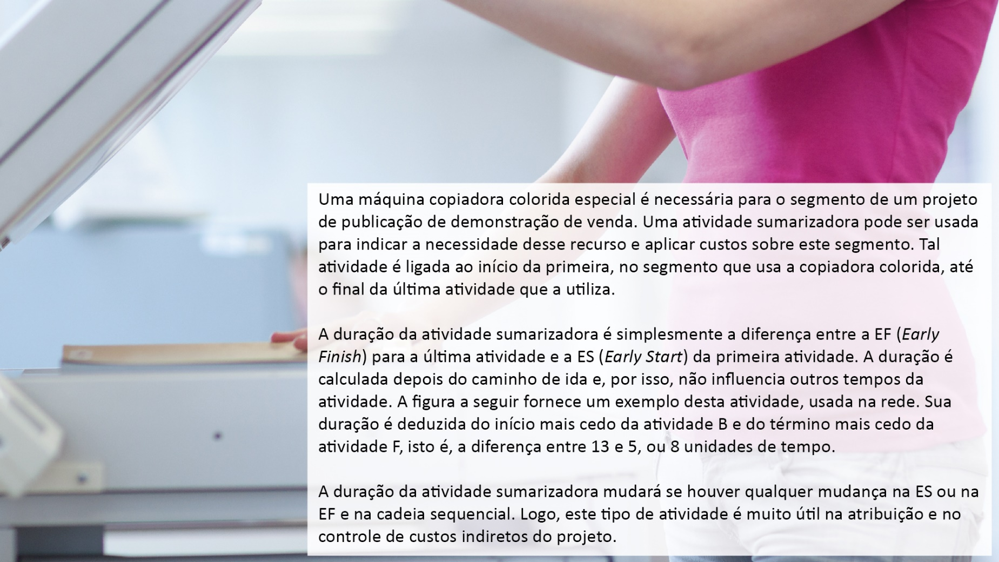 Uma máquina copiadora colorida especial é necessária para o segmento de um projeto
de publicação de demonstração de venda. Uma atividade sumarizadora pode ser usada
para indicar a necessidade desse recurso e aplicar custos sobre este segmento. Tal
atividade é ligada ao início da primeira, no segmento que usa a copiadora colorida, até
o final da última atividade que a utiliza.
A duração da atividade sumarizadora é simplesmente a diferença entre a EF (Early
Finish) para a última atividade e a ES (Early Start) da primeira atividade. A duração é
calculada depois do caminho de ida e, por isso, não influencia outros tempos da
atividade. A figura a seguir fornece um exemplo desta atividade, usada na rede. Sua
duração é deduzida do início mais cedo da atividade B e do término mais cedo da
atividade F, isto é, a diferença entre 13 e 5, ou 8 unidades de tempo.
A duração da atividade sumarizadora mudará se houver qualquer mudança na ES ou na
EF e na cadeia sequencial. Logo, este tipo de atividade é muito útil na atribuição e no
controle de custos indiretos do projeto.